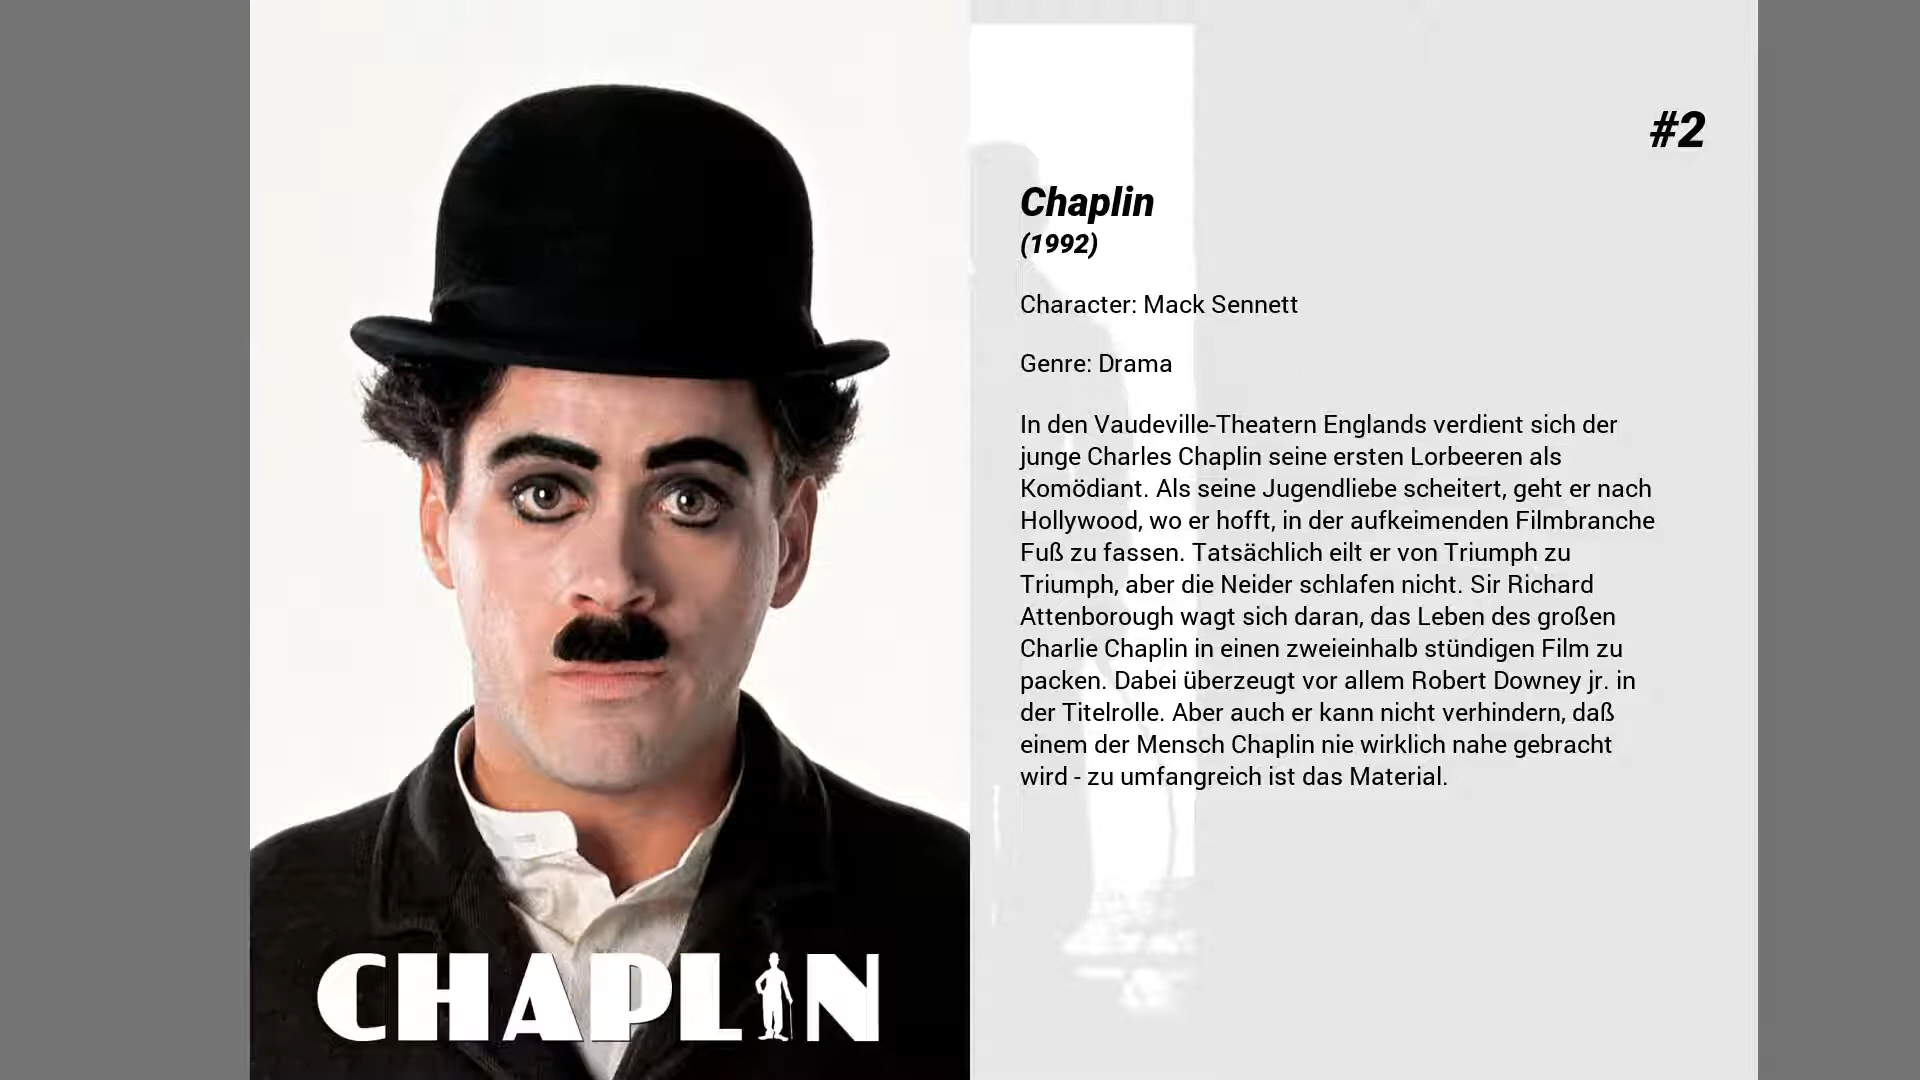 #2
Chaplin
(1992)
Character: Mack Sennett
Genre: Drama
In den Vaudeville-Theatern Englands verdient sich der
junge Charles Chaplin seine ersten Lorbeeren als
Komödiant. Als seine Jugendliebe scheitert, geht er nach
Hollywood, wo er hofft, in der aufkeimenden Filmbranche
Fuß zu fassen. Tatsächlich eilt er von Triumph zu
Triumph, aber die Neider schlafen nicht. Sir Richard
Attenborough wagt sich daran, das Leben des großen
Charlie Chaplin in einen zweieinhalb stündigen Film zu
packen. Dabei überzeugt vor allem Robert Downey jr. in
der Titelrolle. Aber auch er kann nicht verhindern, daß
einem der Mensch Chaplin nie wirklich nahe gebracht
wird - zu umfangreich ist das Material.
CHAPLIN